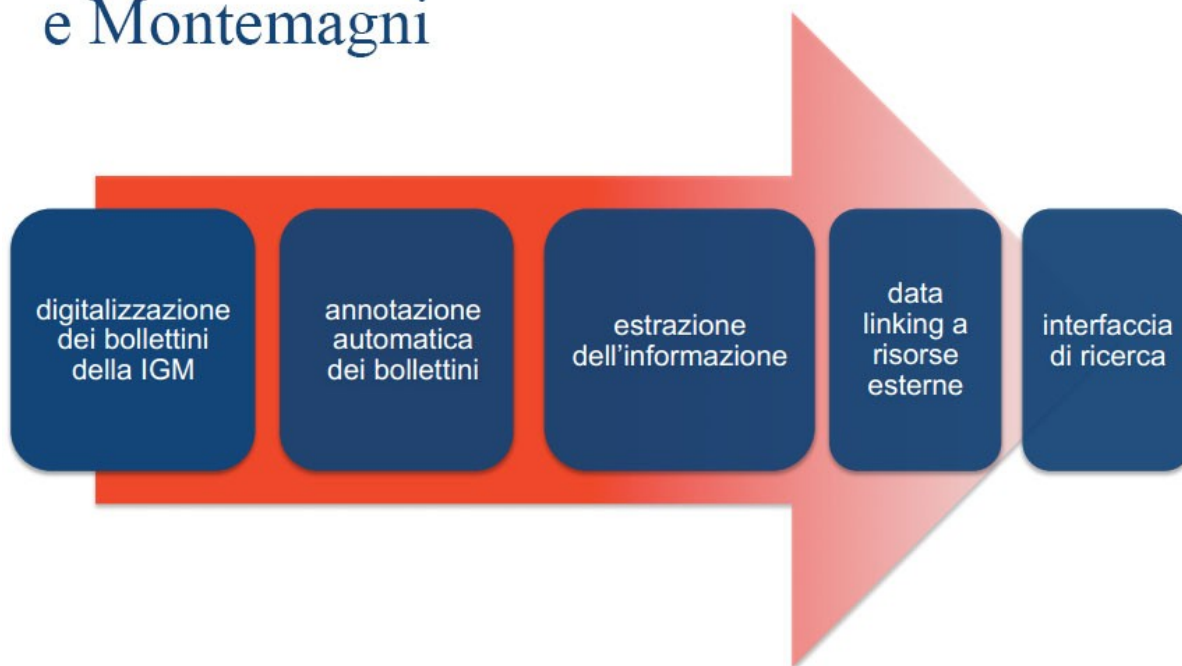 e Montemagni
digitalizzazione
dei bollettini
della IGM
annotazione
automatica
dei bollettini
estrazione
dell’informazione
data
linking a
risorse
esterne
interfaccia
di ricerca